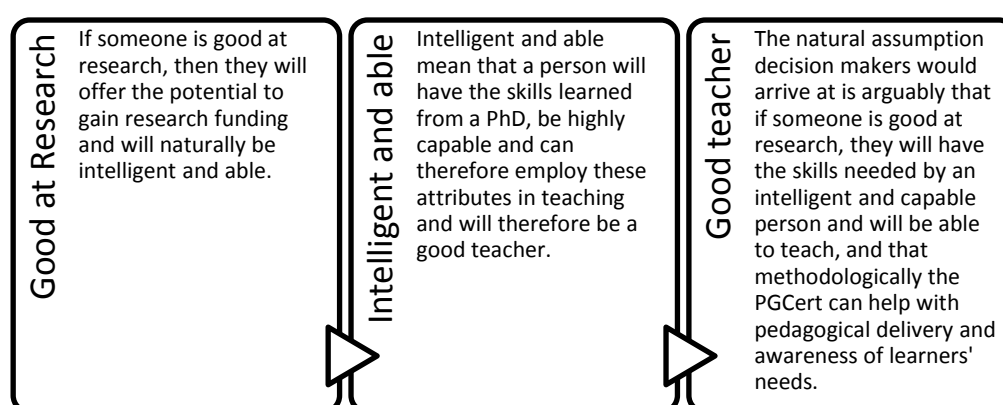 Good at Research
If someone is good at
research, then they will
offer the potential to
gain research funding
and will naturally be
intelligent and able.
Intelligent and able
Intelligent and able
mean that a person will
have the skills learned
from a PhD, be highly
capable and can
therefore employ these
attributes in teaching
and will therefore be a
good teacher.
Good teacher
The natural assumption
decision makers would
arrive at is arguably that
if someone is good at
research, they will have
the skills needed by an
intelligent and capable
person and will be able
to teach, and that
methodologically the
PGCert can help with
pedagogical delivery and
awareness of learners'
needs.